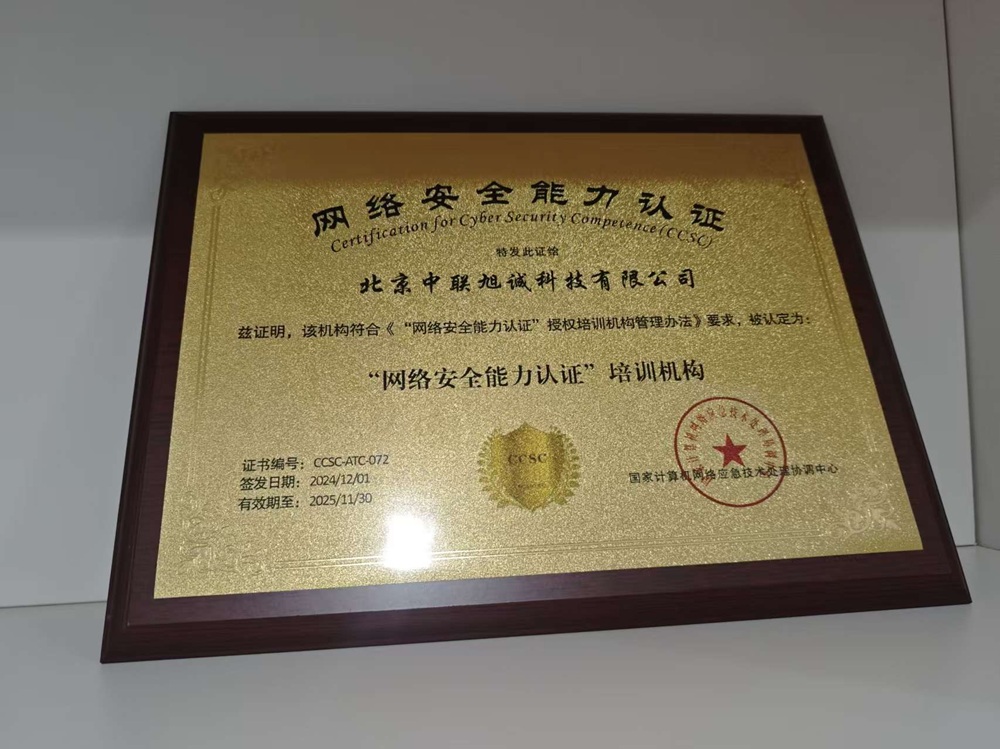 网络安全能力认证
Certification for Cyber Security Competence (CCSC)
特发此证给
北京中联旭诚科技有限公司
兹证明，该机构符合《“网络安全能力认证”授权培训机构管理办法》要求，被认定为：
“网络安全能力认证”培训机构
CCSC
证书编号：CCSC-ATC-072
签发日期：2024/12/01
有效期至：2025/11/30
国家计算机网络应急技术处理协调中心